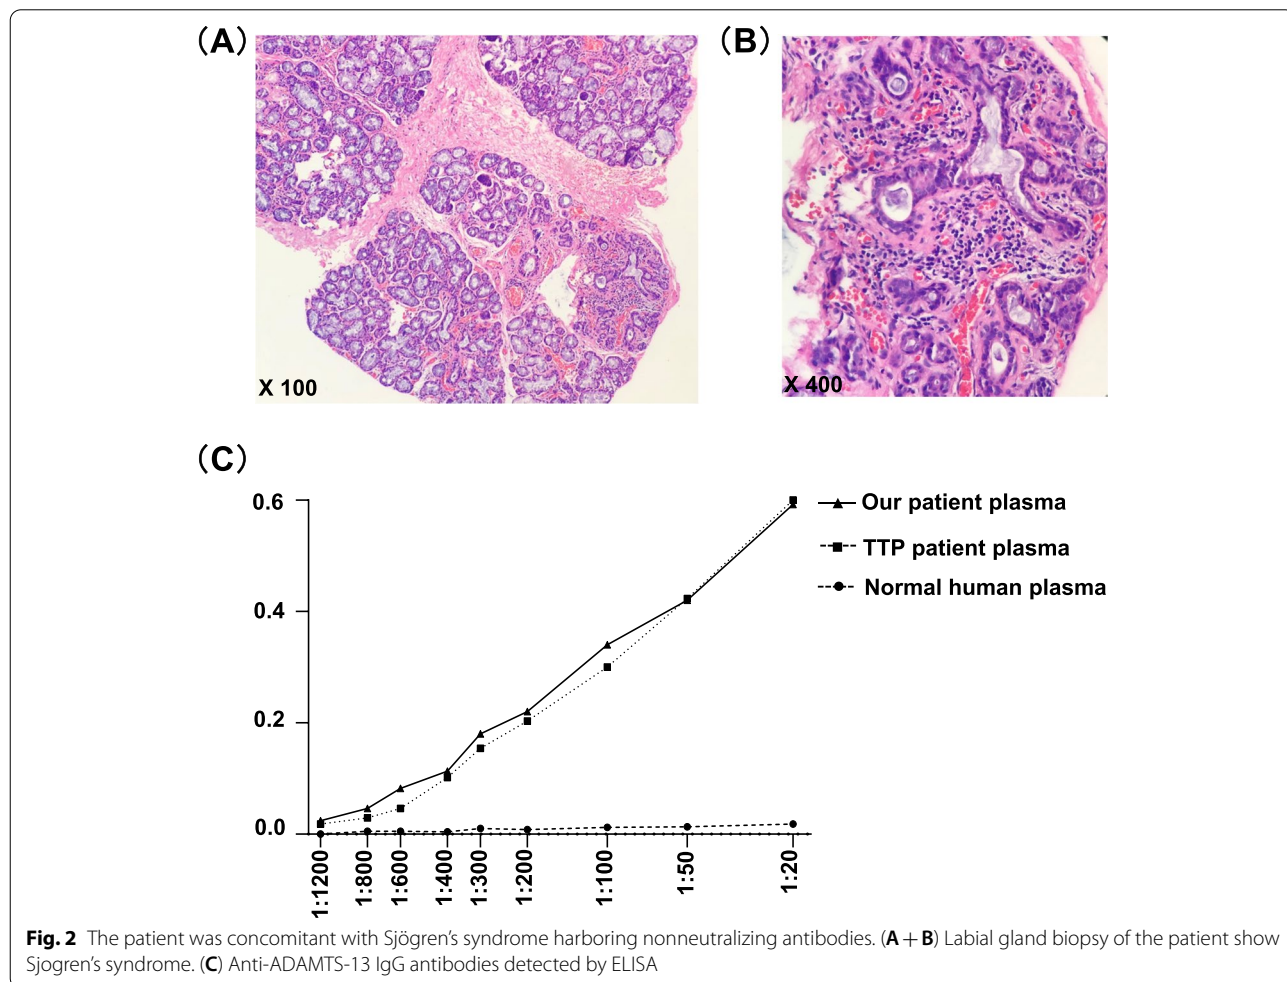 (A)
(B)
X 100
X 400
(C)
0.6
0.4
0.2
0.0
Our patient plasma
TTP patient plasma
Normal human plasma
1:1200
1:800
1:600
1:400
1:300
1:200
1:100
1:50
1:20
Fig. 2 The patient was concomitant with Sjögren's syndrome harboring nonneutralizing antibodies. (A + B) Labial gland biopsy of the patient show
Sjogren's syndrome. (C) Anti-ADAMTS-13 IgG antibodies detected by ELISA